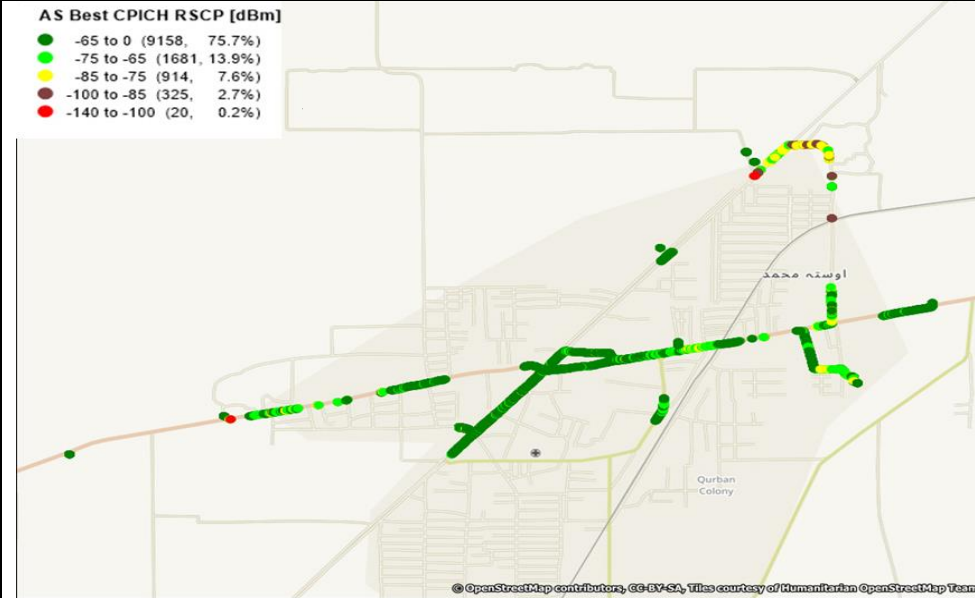 AS Best CPICH RSCP [dBm]
-65 to 0 (9158, 75.7%)
-75 to -65 (1681, 13.9%)
-85 to -75 (914, 7.6%)
-100 to -85 (325, 2.7%)
-140 to -100 (20, 0.2%)
اوستہ محمد
Qurban
Colony
© OpenStreetMap contributors, CC-BY-SA, Tiles courtesy of Humanitarian OpenStreetMap Team